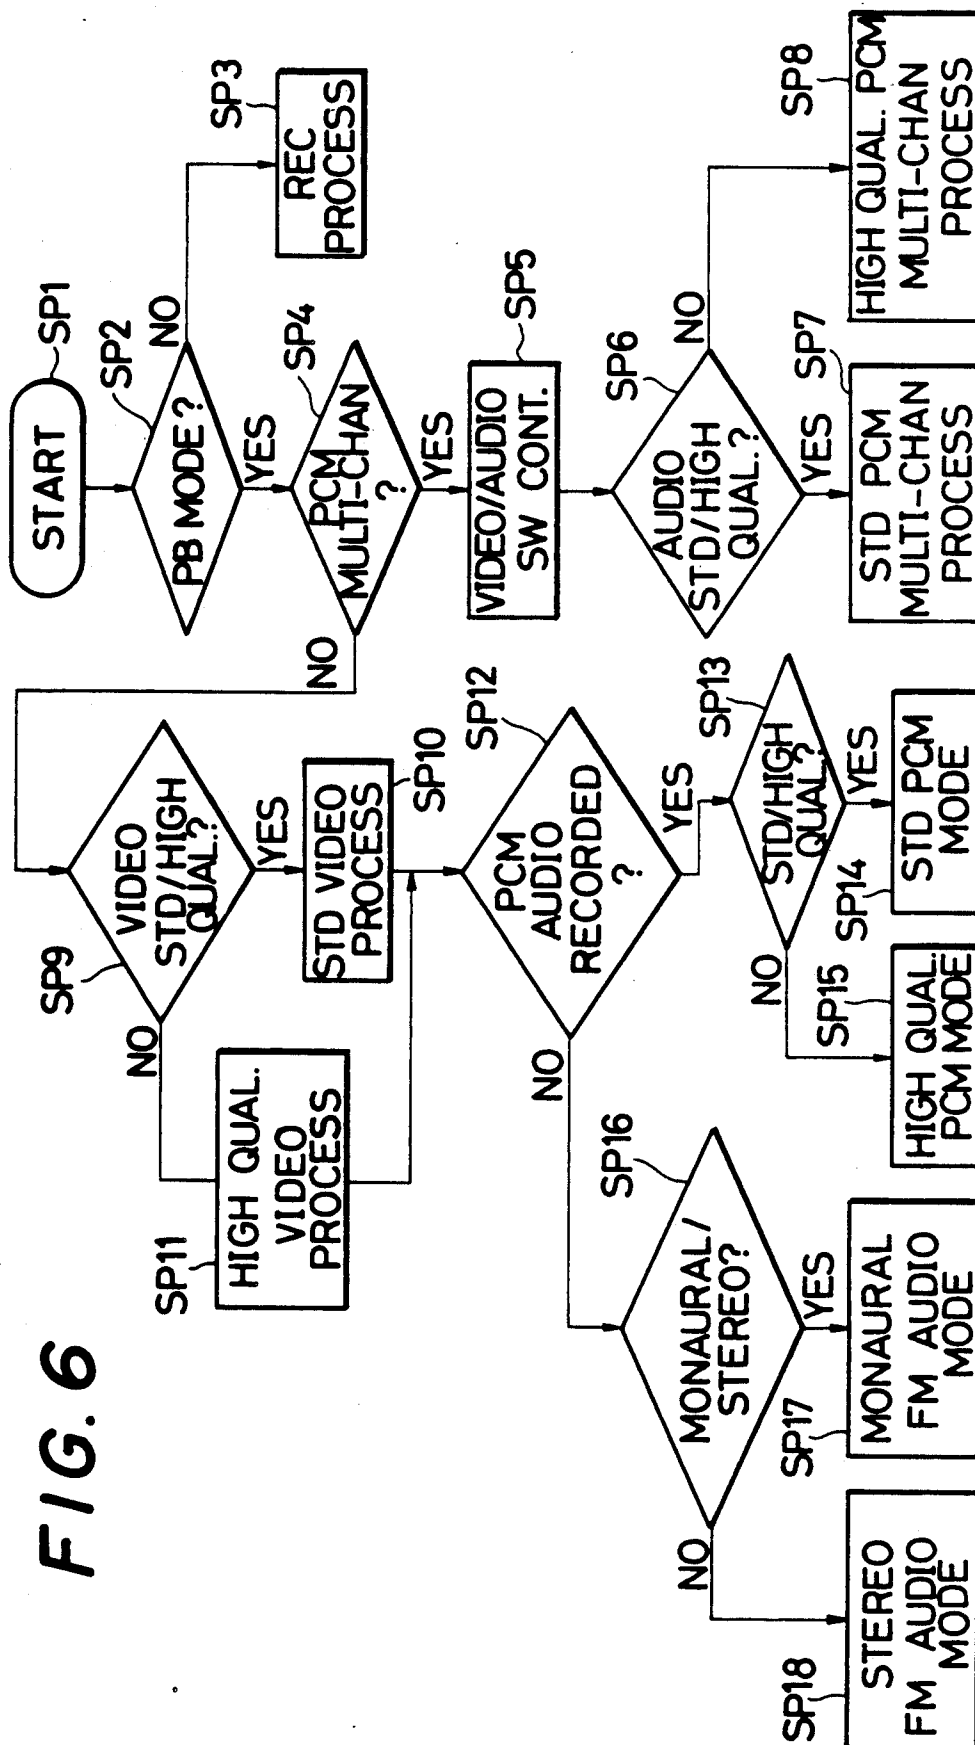 FIG. 6
START
SP1
PB MODE?
SP2
NO
YES
REC
PROCESS
SP3
PCM
MULTI-CHAN
?
SP4
NO
YES
VIDEO/AUDIO
SW CONT.
SP5
AUDIO
STD/HIGH
QUAL.?
SP6
NO
YES
STD PCM
MULTI-CHAN
PROCESS
SP7
HIGH QUAL. PCM
MULTI-CHAN
PROCESS
SP8
VIDEO
STD/HIGH
QUAL.?
SP9
NO
YES
STD VIDEO
PROCESS
SP10
HIGH QUAL.
VIDEO
PROCESS
SP11
PCM
AUDIO
RECORDED
?
SP12
NO
YES
STD/HIGH
QUAL.?
SP13
NO
YES
STD PCM
MODE
SP14
HIGH QUAL.
PCM MODE
SP15
MONAURAL/
STEREO?
SP16
NO
YES
MONAURAL
FM AUDIO
MODE
SP17
STEREO
FM AUDIO
MODE
SP18